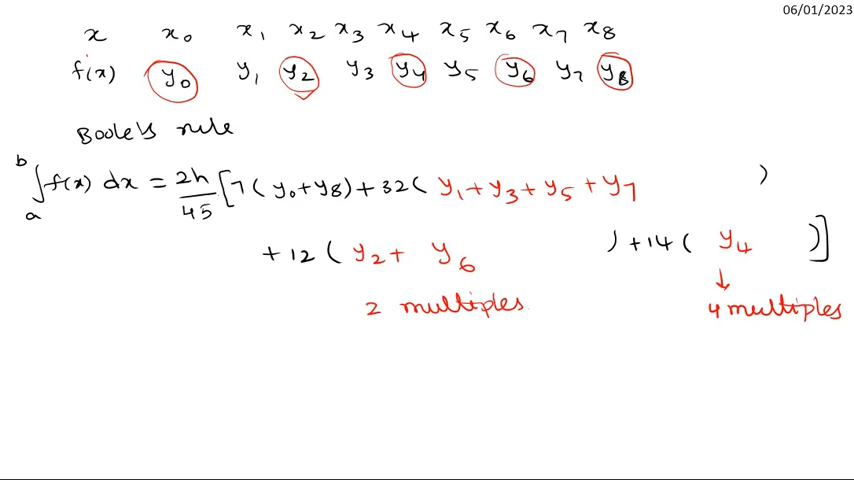 06/01/2023
x x₀ x₁ x₂ x₃ x₄ x₅ x₆ x₇ x₈
f(x) y₀ y₁ y₂ y₃ y₄ y₅ y₆ y₇ y₈
Boole's rule
∫ₐᵇ f(x) dx = 2h/45 [7(y₀+y₈)+32( y₁+y₃+y₅+y₇ )
+12( y₂+ y₆ ) +14( y₄ )]
↓
2 multiples 4 multiples